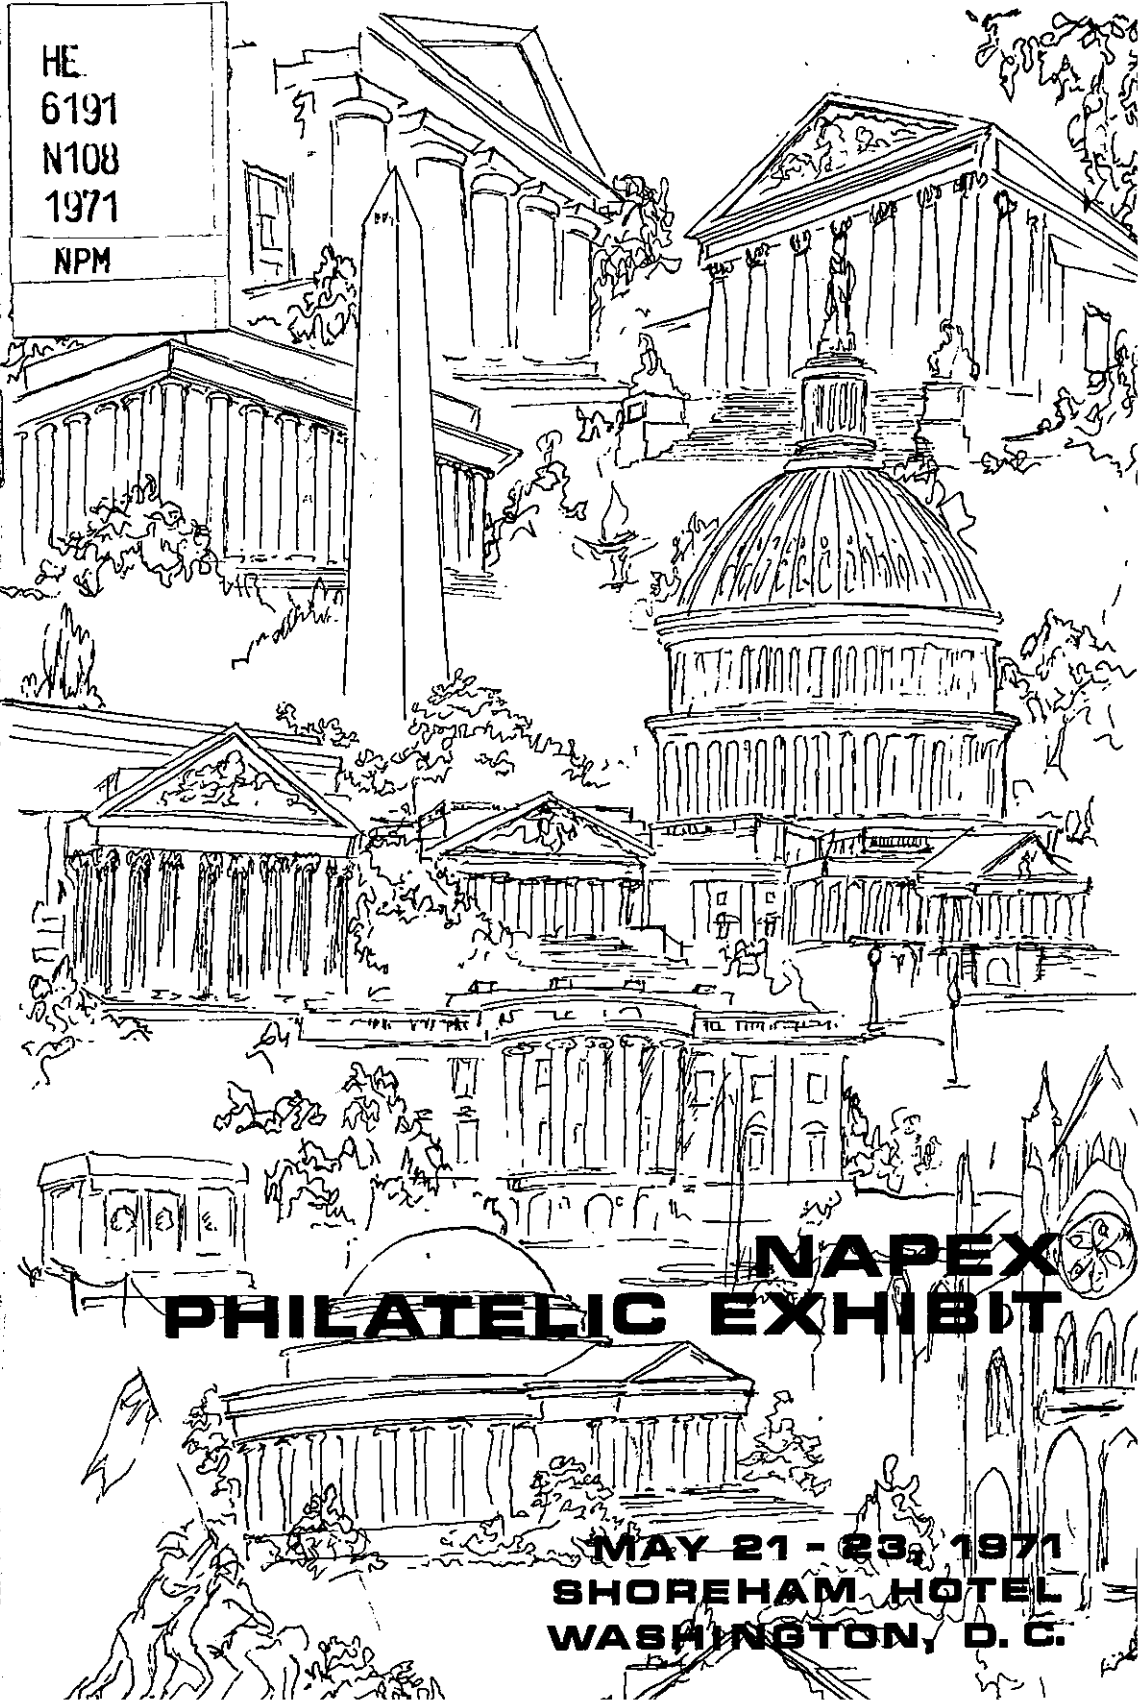 HE
6191
N108
1971
NPM
NAPEX
PHILATELIC EXHIBIT
MAY 21 - 23, 1971
SHOREHAM HOTEL
WASHINGTON, D. C.